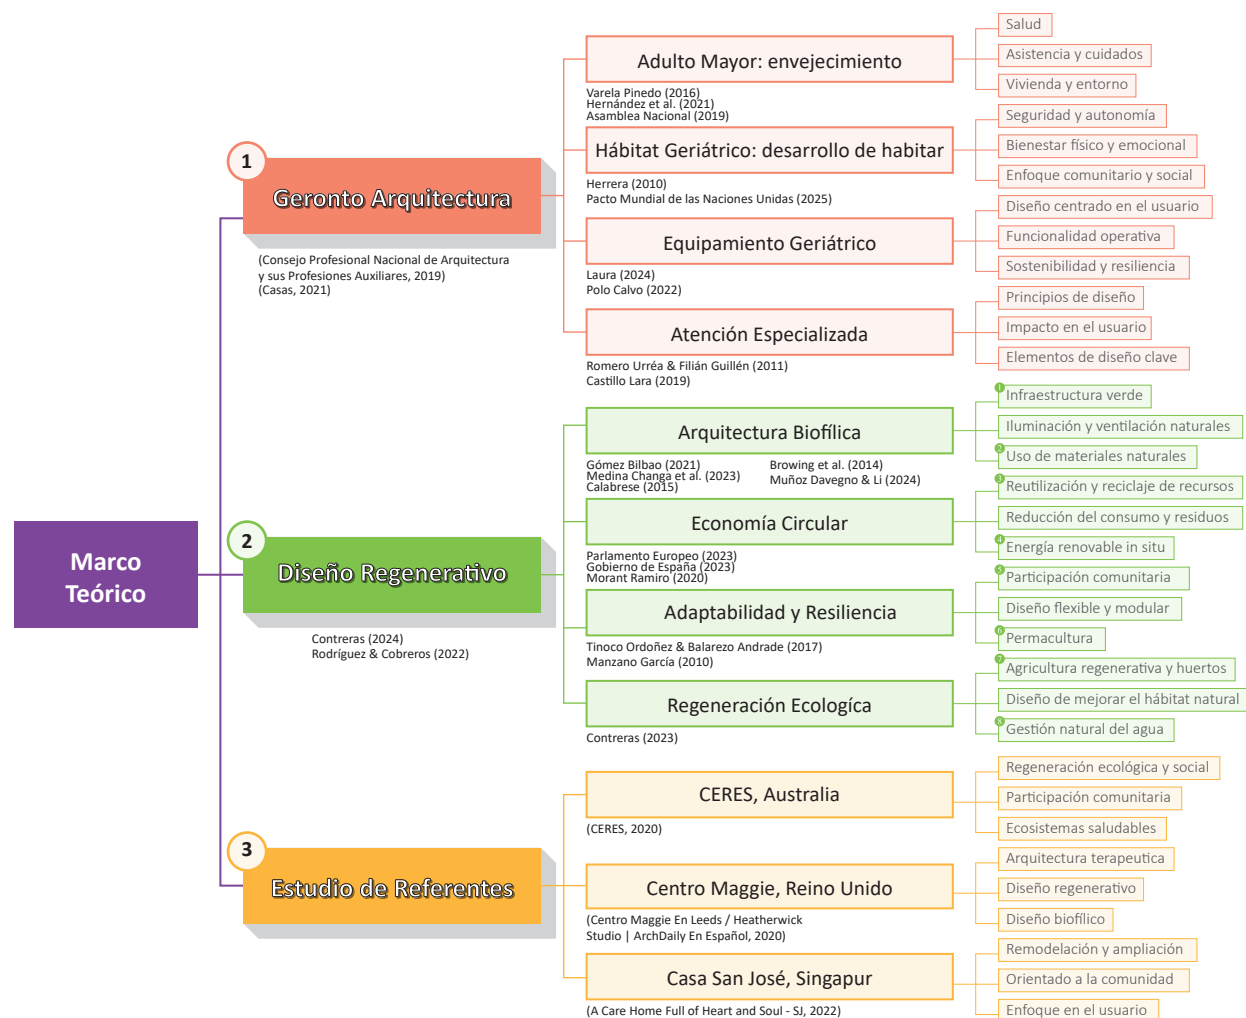 Marco
Teórico
1
Geronto Arquitectura
(Consejo Profesional Nacional de Arquitectura
y sus Profesiones Auxiliares, 2019)
(Casas, 2021)
Adulto Mayor: envejecimiento
Varela Pinedo (2016)
Hernández et al. (2021)
Asamblea Nacional (2019)
Salud
Asistencia y cuidados
Vivienda y entorno
Hábitat Geriátrico: desarrollo de habitar
Herrera (2010)
Pacto Mundial de las Naciones Unidas (2025)
Seguridad y autonomía
Bienestar físico y emocional
Enfoque comunitario y social
Equipamiento Geriátrico
Laura (2024)
Polo Calvo (2022)
Diseño centrado en el usuario
Funcionalidad operativa
Sostenibilidad y resiliencia
Atención Especializada
Romero Urréa & Filián Guillén (2011)
Castillo Lara (2019)
Principios de diseño
Impacto en el usuario
Elementos de diseño clave
2
Diseño Regenerativo
Contreras (2024)
Rodríguez & Cobreros (2022)
Arquitectura Biofílica
Gómez Bilbao (2021)
Medina Changa et al. (2023)
Calabrese (2015)
Browing et al. (2014)
Muñoz Davegno & Li (2024)
1 Infraestructura verde
Iluminación y ventilación naturales
2 Uso de materiales naturales
Economía Circular
Parlamento Europeo (2023)
Gobierno de España (2023)
Morant Ramiro (2020)
3 Reutilización y reciclaje de recursos
Reducción del consumo y residuos
4 Energía renovable in situ
Adaptabilidad y Resiliencia
Tinoco Ordoñez & Balarezo Andrade (2017)
Manzano García (2010)
5 Participación comunitaria
Diseño flexible y modular
6 Permacultura
Regeneración Ecologíca
Contreras (2023)
7 Agricultura regenerativa y huertos
Diseño de mejorar el hábitat natural
8 Gestión natural del agua
3
Estudio de Referentes
CERES, Australia
(CERES, 2020)
Regeneración ecológica y social
Participación comunitaria
Ecosistemas saludables
Centro Maggie, Reino Unido
(Centro Maggie En Leeds / Heatherwick
Studio | ArchDaily En Español, 2020)
Arquitectura terapeutica
Diseño regenerativo
Diseño biofílico
Casa San José, Singapur
(A Care Home Full of Heart and Soul - SJ, 2022)
Remodelación y ampliación
Orientado a la comunidad
Enfoque en el usuario